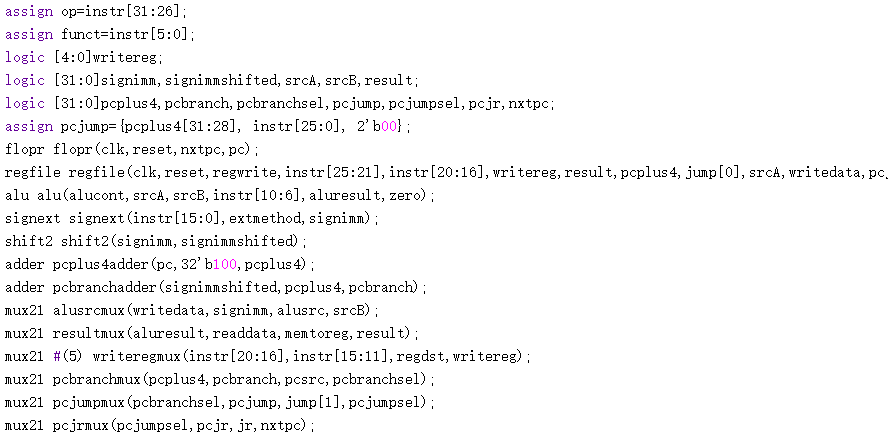 assign op=instr[31:26];
assign funct=instr[5:0];
logic [4:0]writereg;
logic [31:0]signimm,signimmshifted,srcA,srcB,result;
logic [31:0]pcplus4,pcbranch,pcbranchsel,pcjump,pcjumpsel,pcjr,nxtpc;
assign pcjump={pcplus4[31:28], instr[25:0], 2'b00};
flopr flopr(clk,reset,nxtpc,pc);
regfile regfile(clk,reset,regwrite,instr[25:21],instr[20:16],writereg,result,pcplus4,jump[0],srcA,writedata,pc
alu alu(alucont,srcA,srcB,instr[10:6],aluresult,zero);
signext signext(instr[15:0],extmethod,signimm);
shift2 shift2(signimm,signimmshifted);
adder pcplus4adder(pc,32'b100,pcplus4);
adder pcbranchadder(signimmshifted,pcplus4,pcbranch);
mux21 alusrcmux(writedata,signimm,alusrc,srcB);
mux21 resultmux(aluresult,readdata,memtoreg,result);
mux21 #(5) writeregmux(instr[20:16],instr[15:11],regdst,writereg);
mux21 pcbranchmux(pcplus4,pcbranch,pcsrc,pcbranchsel);
mux21 pcjumpmux(pcbranchsel,pcjump,jump[1],pcjumpsel);
mux21 pcjrmux(pcjumpsel,pcjr,jr,nxtpc);